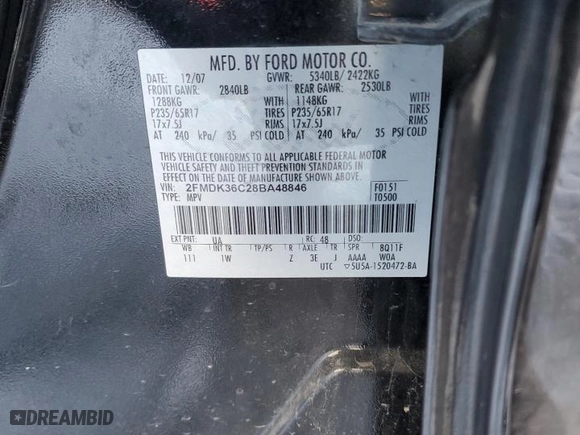 MFD. BY FORD MOTOR CO.
DATE: 12/07 GVWR: 5340LB/ 2422KG
FRONT GAWR: 2840LB REAR GAWR: 2530LB
1288KG WITH 1148KG WITH
P235/65R17 TIRES P235/65R17 TIRES
17x7.5J RIMS 17x7.5J RIMS
AT 240 kPa/ 35 PSI COLD AT 240 kPa/ 35 PSI COLD
THIS VEHICLE CONFORMS TO ALL APPLICABLE FEDERAL MOTOR
VEHICLE SAFETY AND THEFT PREVENTION STANDARDS IN
EFFECT ON THE DATE OF MANUFACTURE SHOWN ABOVE.
VIN: 2FMDK36C28BA48846 F0151
TYPE: MPV T0500
EXT PNT: UA RC: 48 DSO:
WB INT TR TP/PS R AXLE TR SPR 8Q11F
111 1W Z 3E J AAAA W0A
UTC ▽5U5A-1520472-BA
DREAMBID